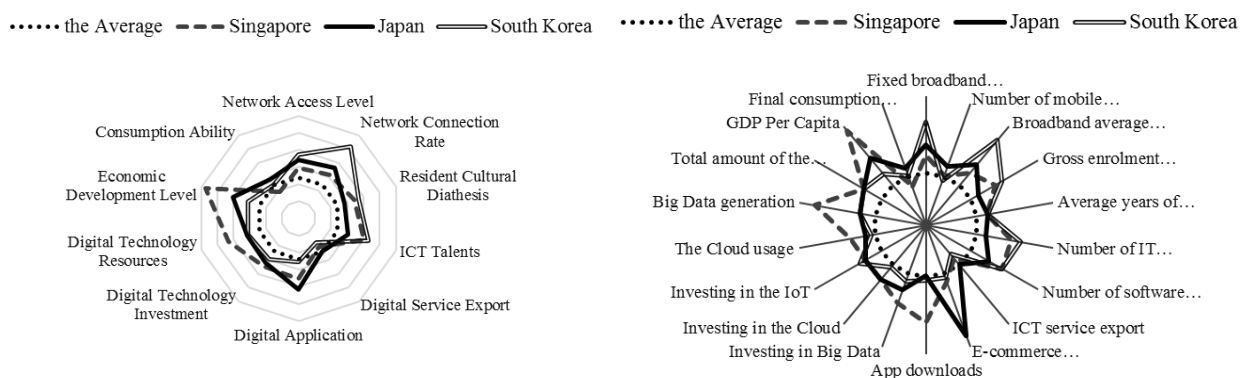 the Average Singapore Japan South Korea
Network Access Level
Network Connection
Rate
Resident Cultural
Diathesis
ICT Talents
Digital Service Export
Digital Application
Digital Technology
Investment
Digital Technology
Resources
Economic
Development Level
Consumption Ability
the Average Singapore Japan South Korea
Fixed broadband…
Number of mobile…
Broadband average…
Gross enrolment…
Average years of…
Number of IT…
Number of software…
ICT service export
E-commerce…
App downloads
Investing in Big Data
Investing in the Cloud
Investing in the IoT
The Cloud usage
Big Data generation
Total amount of the…
GDP Per Capita
Final consumption…